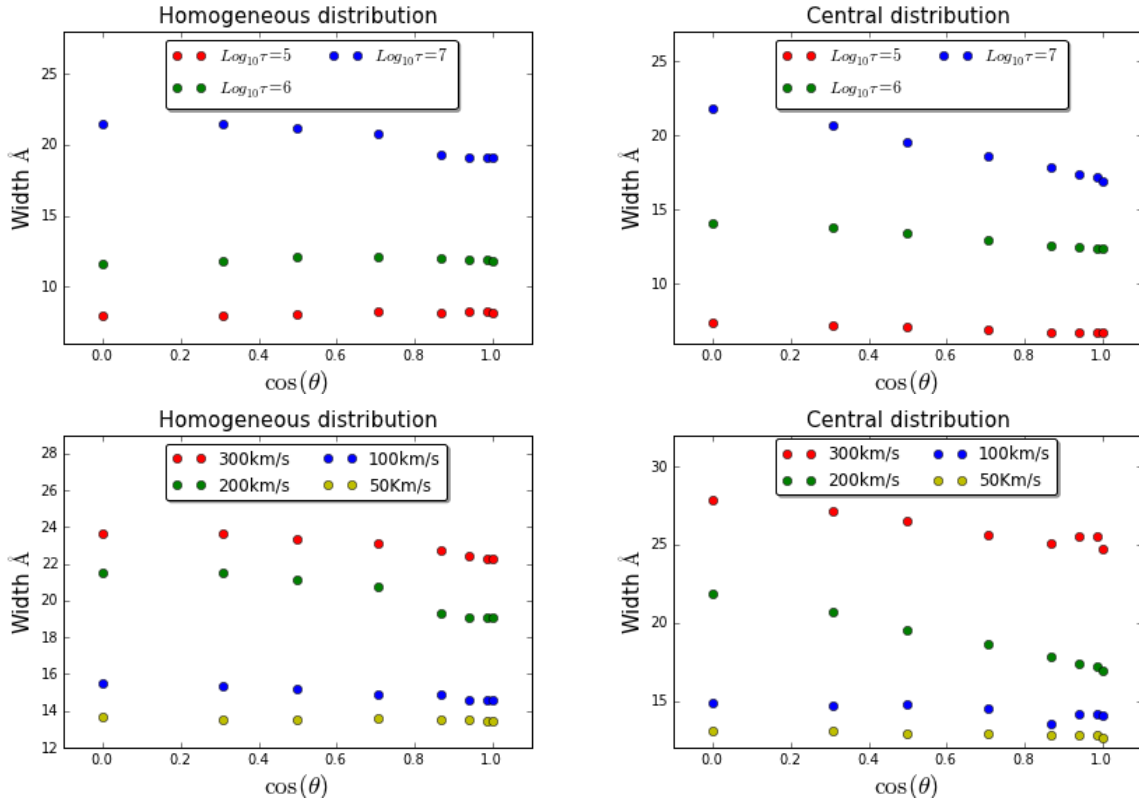 Homogeneous distribution
Log₁₀τ=5 Log₁₀τ=7
Log₁₀τ=6
25
20
15
10
Width Å
0.0 0.2 0.4 0.6 0.8 1.0
cos(θ)
Central distribution
Log₁₀τ=5 Log₁₀τ=7
Log₁₀τ=6
25
20
15
10
Width Å
0.0 0.2 0.4 0.6 0.8 1.0
cos(θ)
Homogeneous distribution
300km/s 100km/s
200km/s 50Km/s
28
26
24
22
20
18
16
14
12
Width Å
0.0 0.2 0.4 0.6 0.8 1.0
cos(θ)
Central distribution
300km/s 100km/s
200km/s 50Km/s
30
25
20
15
Width Å
0.0 0.2 0.4 0.6 0.8 1.0
cos(θ)